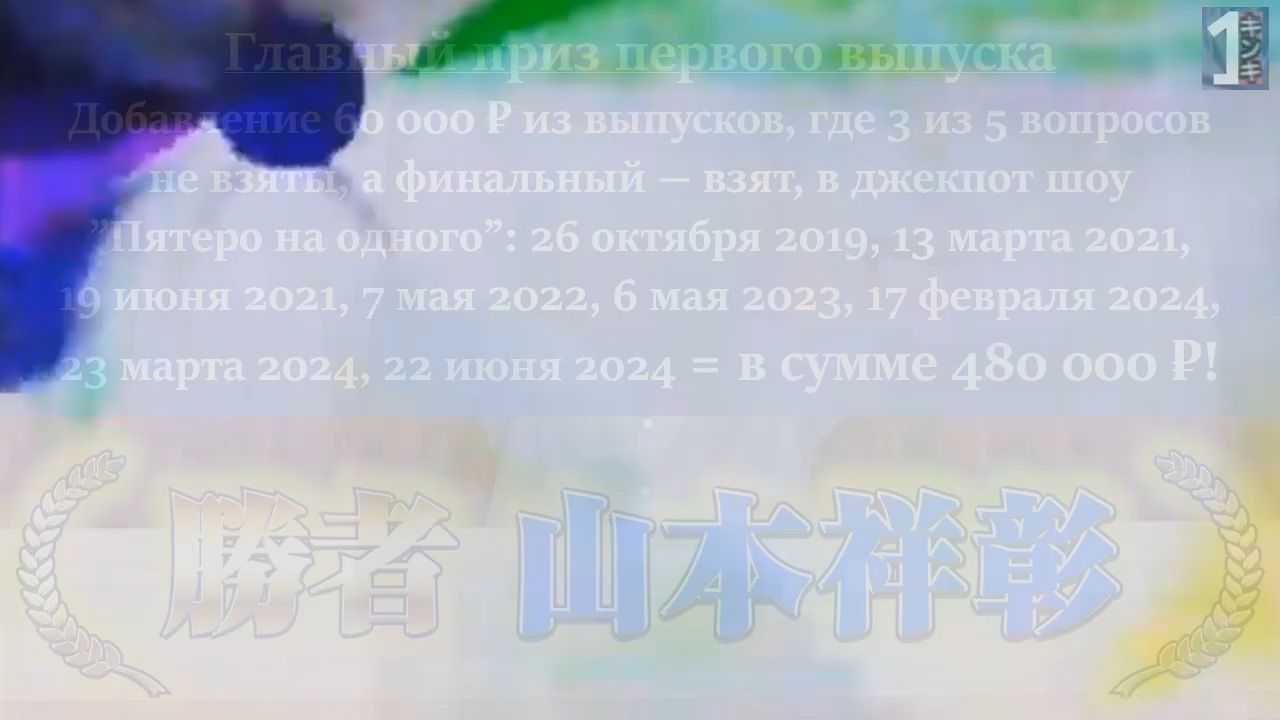 Главный приз первого выпуска
Добавление 60 000 ₽ из выпусков, где 3 из 5 вопросов
не взяты, а финальный — взят, в джекпот шоу
”Пятеро на одного”: 26 октября 2019, 13 марта 2021,
19 июня 2021, 7 мая 2022, 6 мая 2023, 17 февраля 2024,
23 марта 2024, 22 июня 2024 = в сумме 480 000 ₽!
勝者 山本祥彰
1